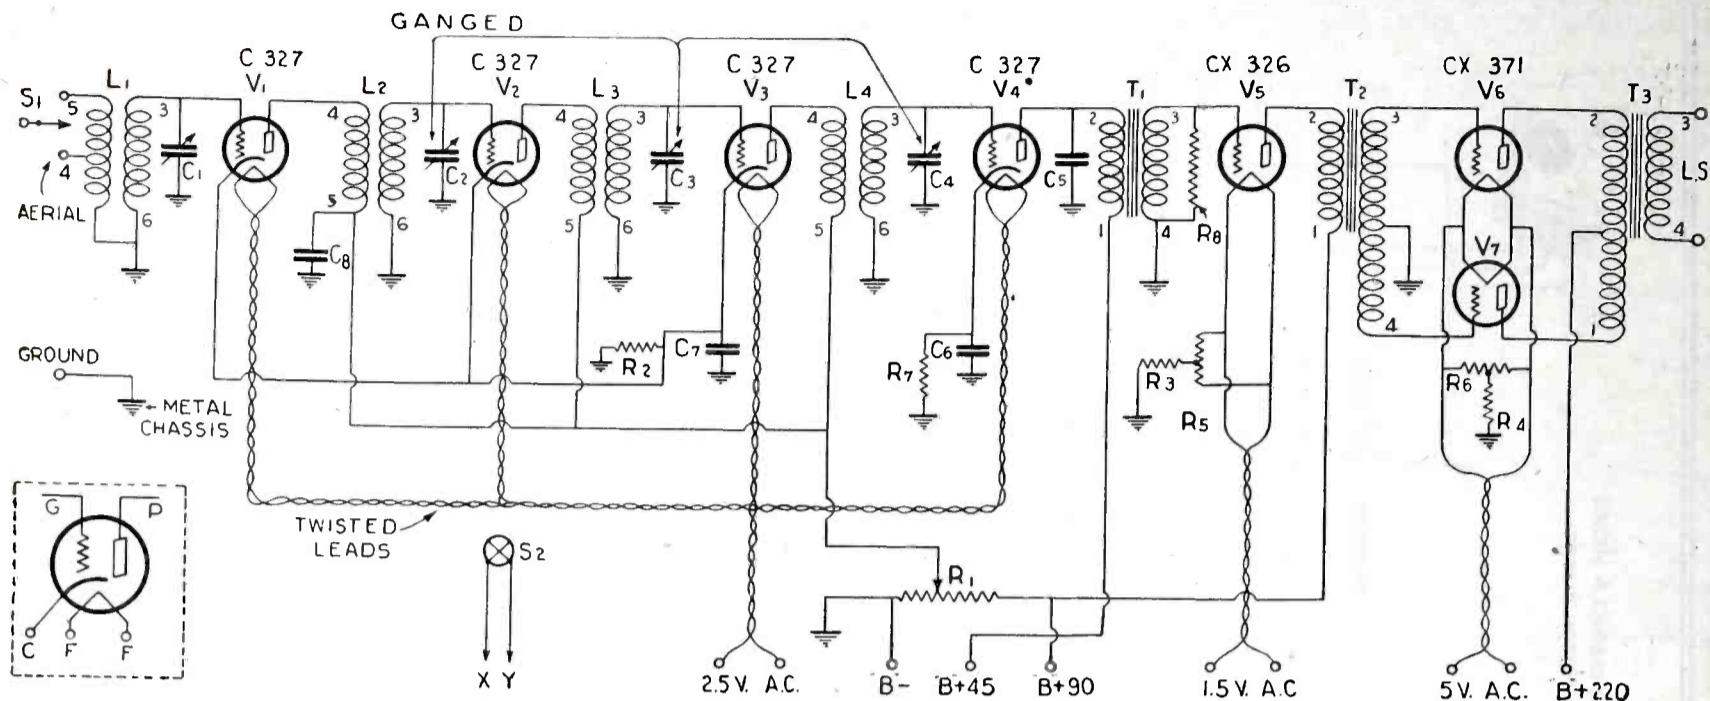 GANGED
C 327
V1
C 327
V2
C 327
V3
C 327
V4
CX 326
V5
CX 371
V6
S1
L1
L2
L3
L4
T1
T2
T3
5
3
4
3
4
3
4
3
2
3
2
3
2
3
4
C1
C2
C3
C4
C5
L.S
AERIAL
6
5
6
5
6
5
6
1
4
R8
1
V7
4
C8
4
1
GROUND
R2
C7
R7
C6
R3
R5
R6
R4
METAL
CHASSIS
G
P
TWISTED
LEADS
S2
R1
C
F
F
X
Y
2.5 V. A.C.
B-
B+45
B+90
1.5 V. A.C
5 V. A.C.
B+220